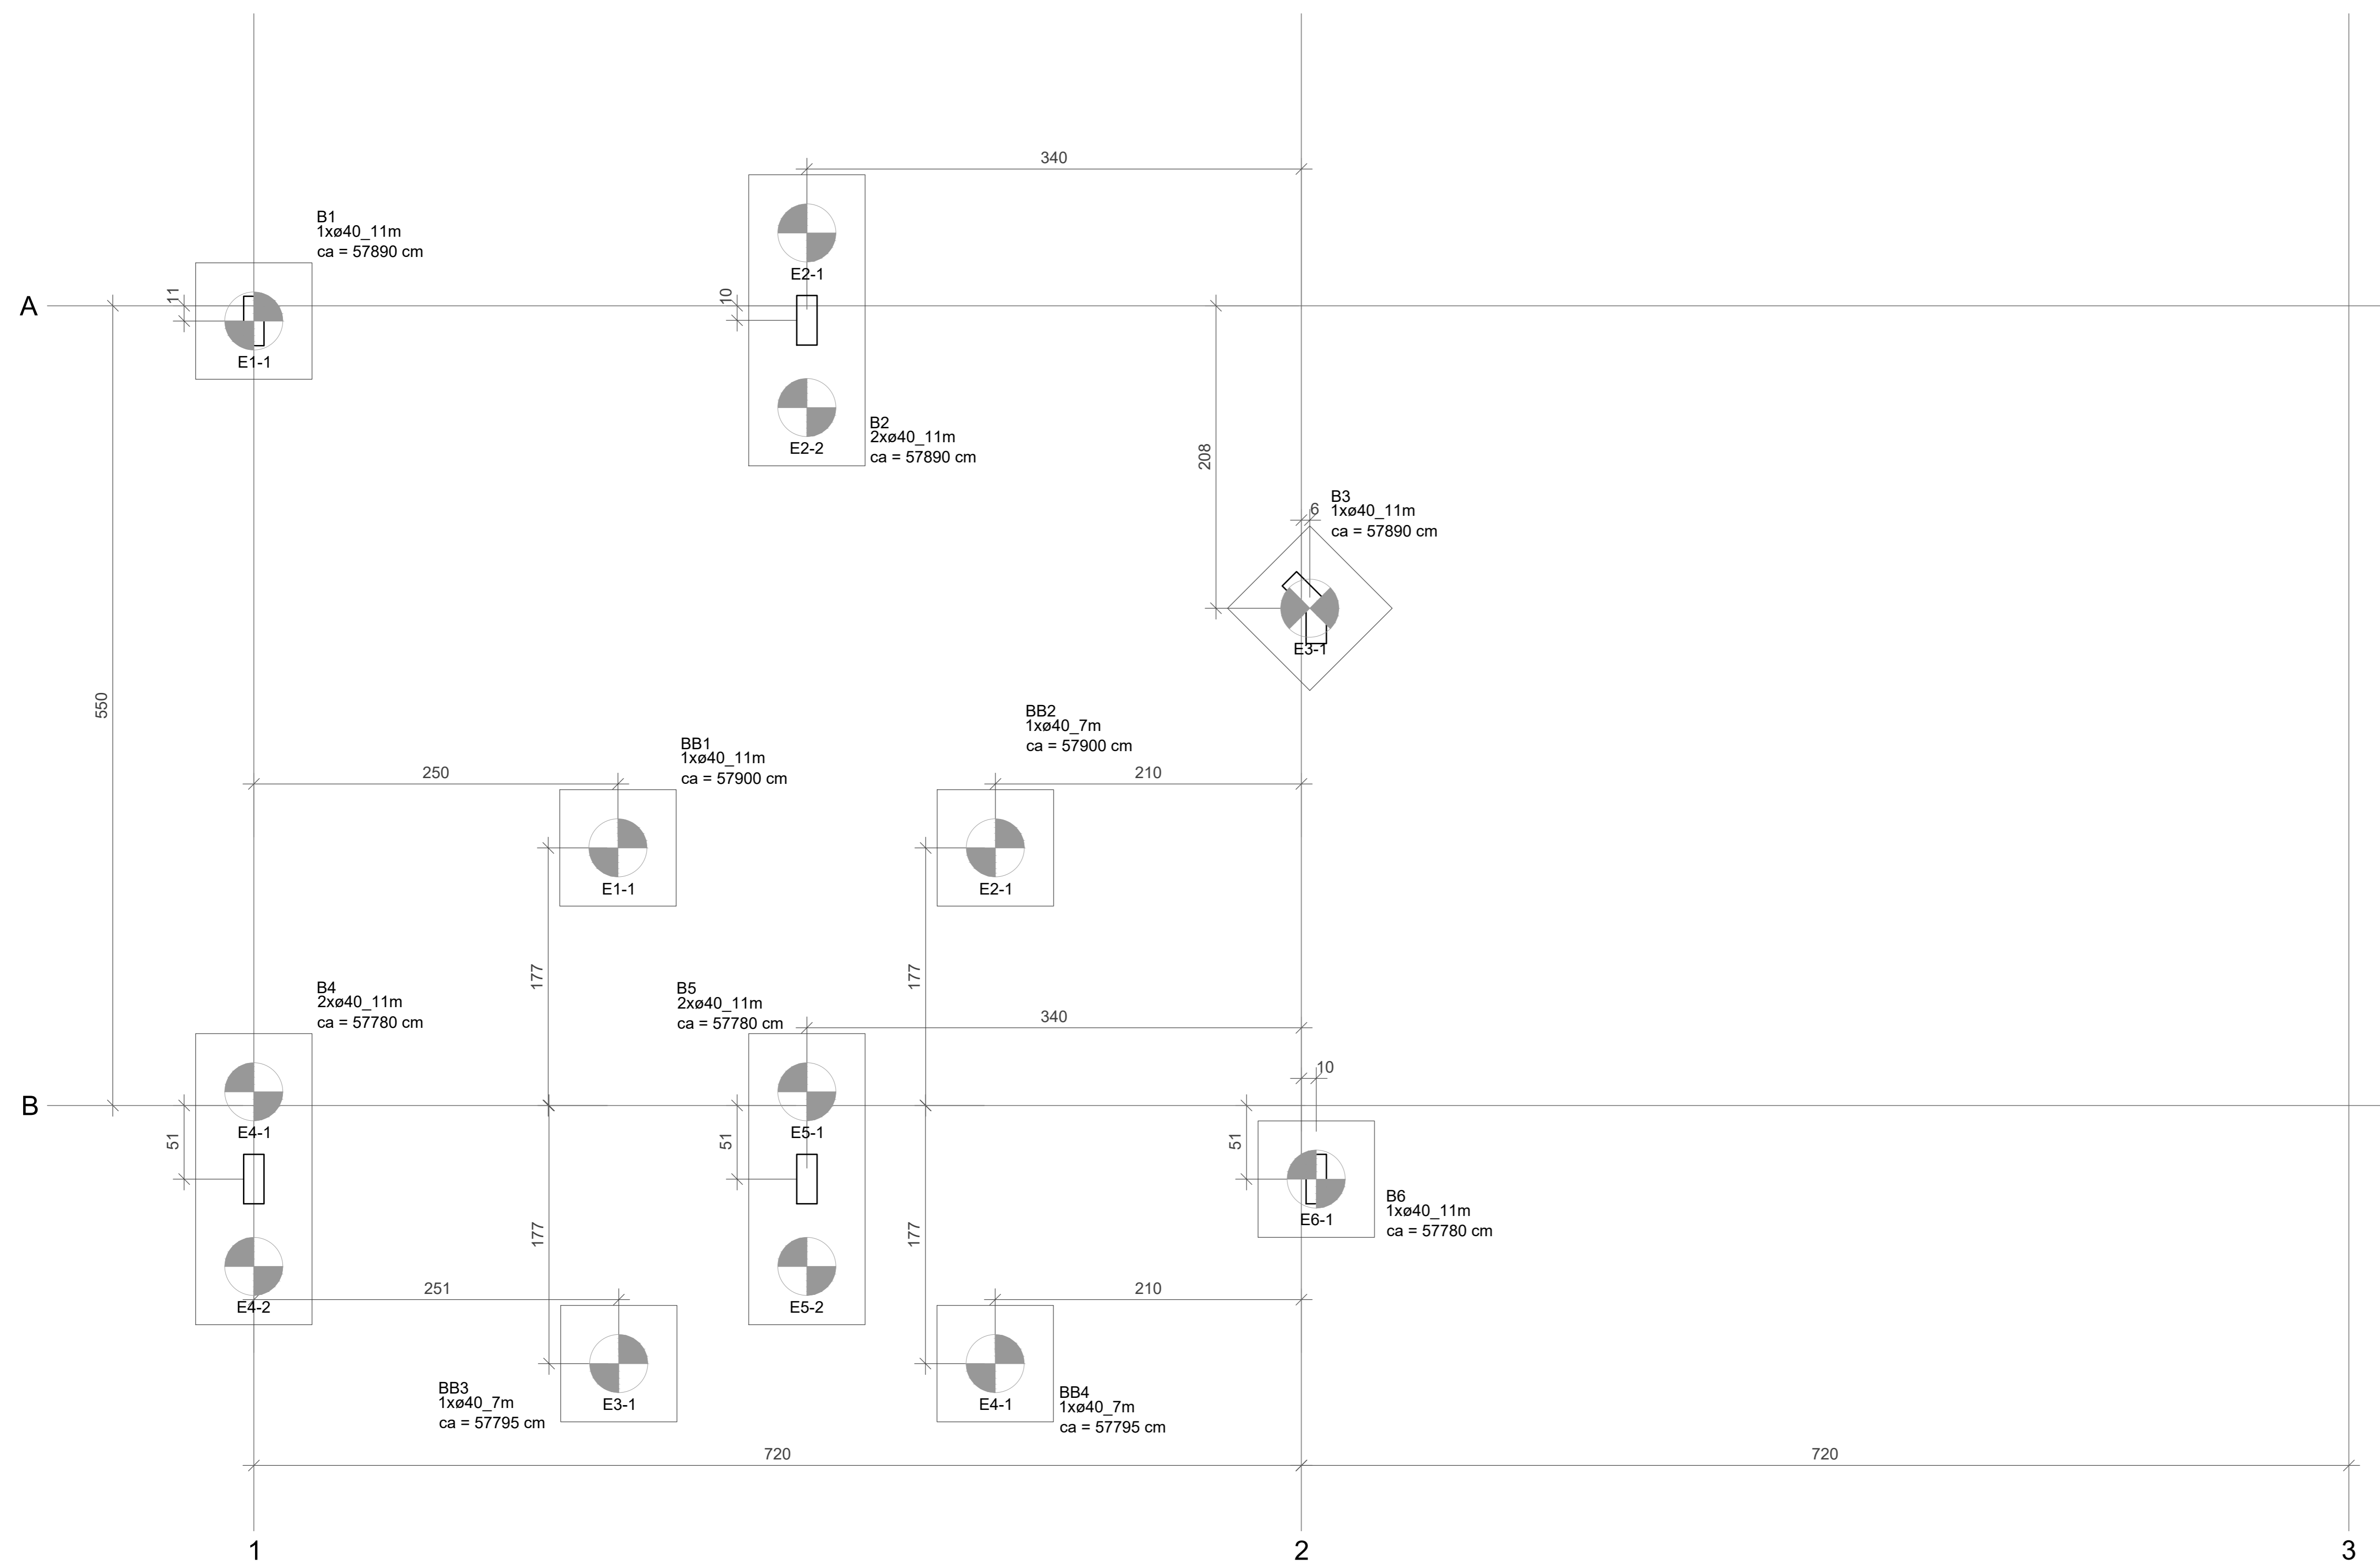 340
B1
1xø40_11m
ca = 57890 cm
E2-1
11
10
A
E1-1
B2
2xø40_11m
ca = 57890 cm
E2-2
208
B3
1xø40_11m
ca = 57890 cm
6
E3-1
550
BB2
1xø40_7m
ca = 57900 cm
BB1
1xø40_11m
ca = 57900 cm
250
210
E1-1
E2-1
177
177
B4
2xø40_11m
ca = 57780 cm
B5
2xø40_11m
ca = 57780 cm
340
10
B
E4-1
E5-1
51
51
51
B6
1xø40_11m
ca = 57780 cm
E6-1
177
177
251
210
E4-2
E5-2
BB3
1xø40_7m
ca = 57795 cm
E3-1
E4-1
BB4
1xø40_7m
ca = 57795 cm
720
720
1
2
3